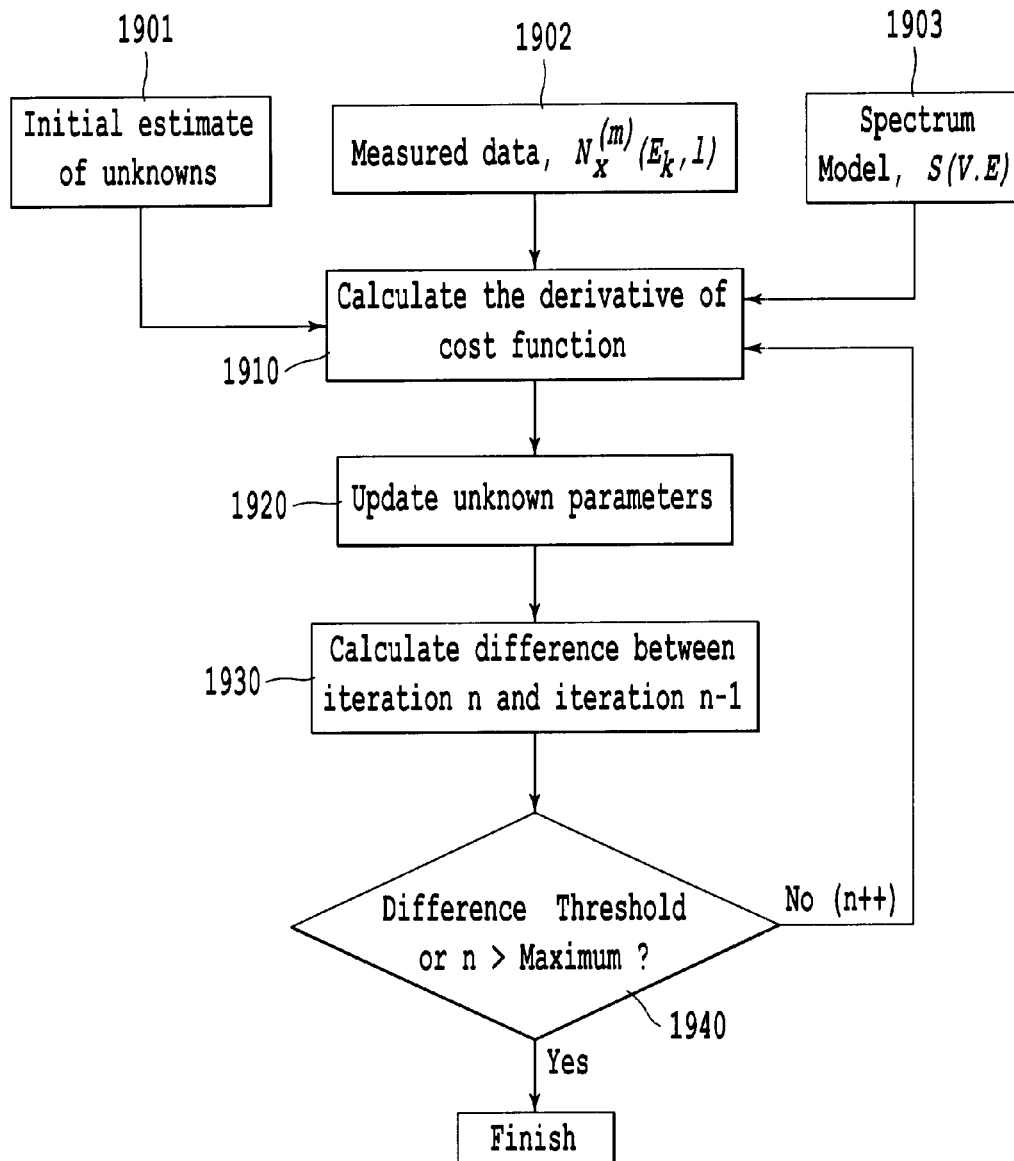 1901
1902
1903
Initial estimate
of unknowns
Measured data, N_x^(m)(E_k, l)
Spectrum
Model, S(V.E)
Calculate the derivative of
cost function
1910
Update unknown parameters
1920
Calculate difference between
iteration n and iteration n-1
1930
Difference Threshold
or n > Maximum ?
No (n++)
1940
Yes
Finish